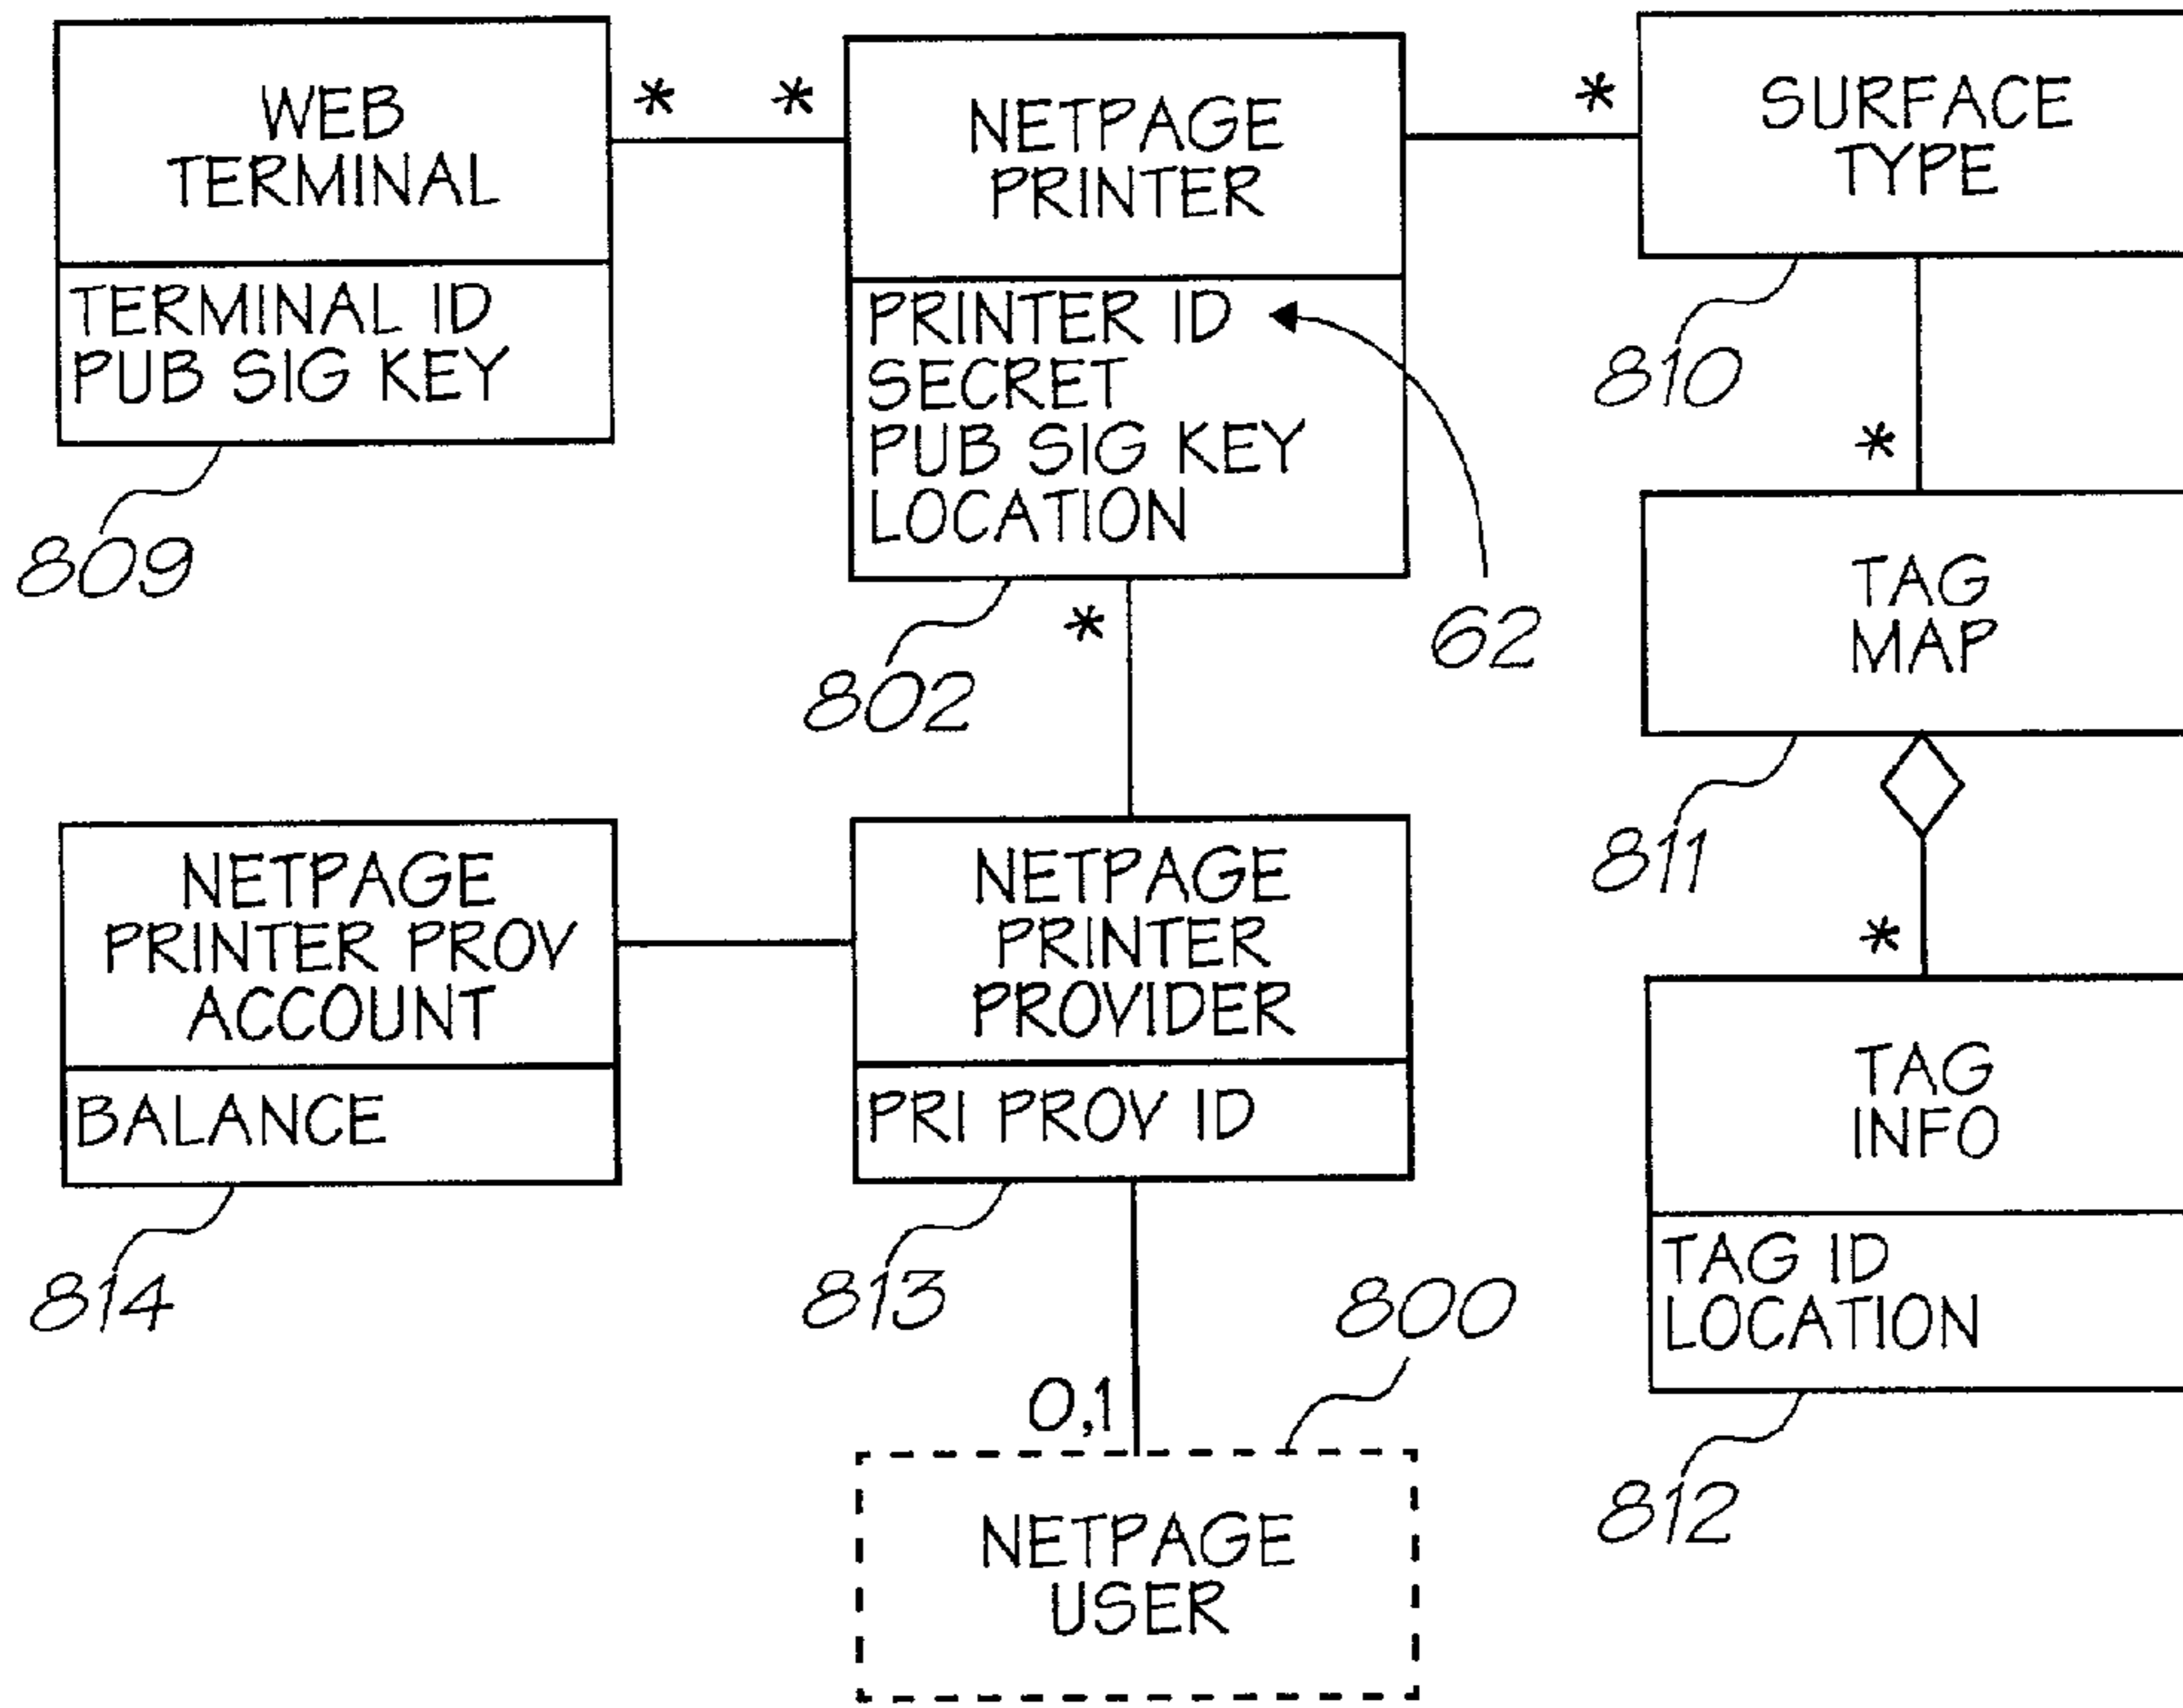 WEB
TERMINAL
TERMINAL ID
PUB SIG KEY
809
*
*
NETPAGE
PRINTER
PRINTER ID
SECRET
PUB SIG KEY
LOCATION
62
802
*
*
SURFACE
TYPE
810
*
TAG
MAP
811
*
TAG
INFO
TAG ID
LOCATION
812
NETPAGE
PRINTER PROV
ACCOUNT
BALANCE
814
NETPAGE
PRINTER
PROVIDER
PRI PROV ID
813
0,1
800
NETPAGE
USER